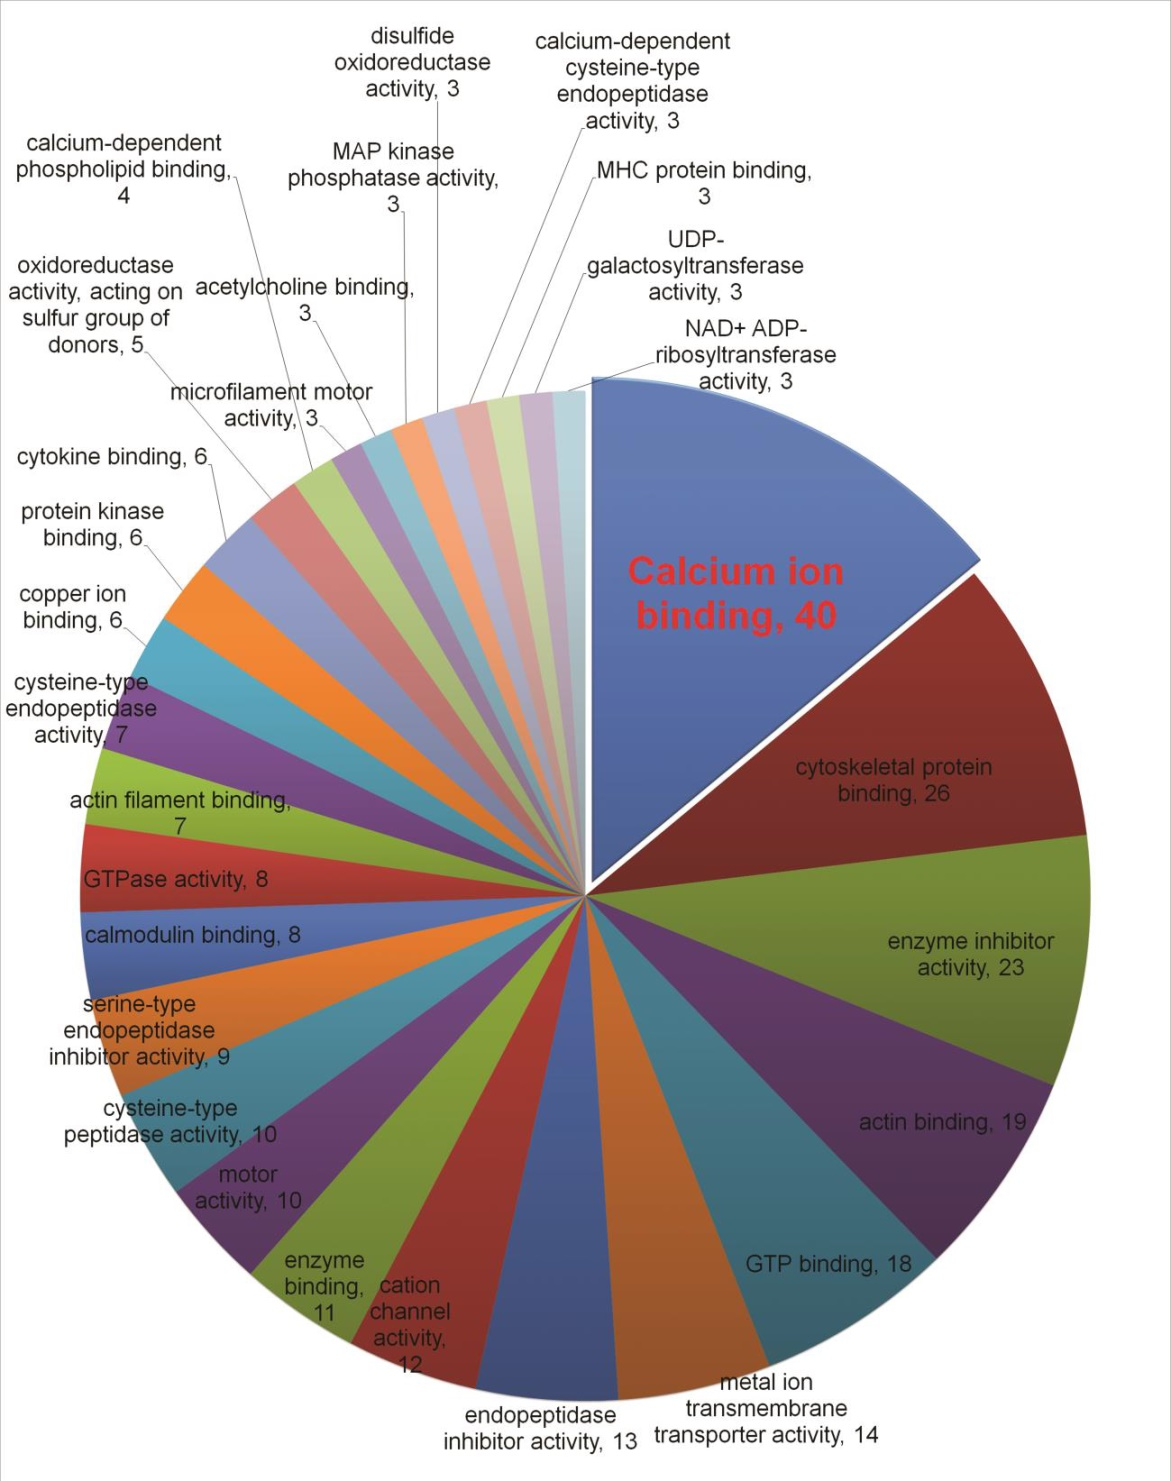 disulfide
oxidoreductase
activity, 3
calcium-dependent
cysteine-type
endopeptidase
activity, 3
calcium-dependent
phospholipid binding,
4
MAP kinase
phosphatase activity,
3
MHC protein binding,
3
UDP-
galactosyltransferase
activity, 3
oxidoreductase
activity, acting on
sulfur group of
donors, 5
acetylcholine binding,
3
NAD+ ADP-
ribosyltransferase
activity, 3
microfilament motor
activity, 3
cytokine binding, 6
protein kinase
binding, 6
copper ion
binding, 6
Calcium ion
binding, 40
cysteine-type
endopeptidase
activity, 7
cytoskeletal protein
binding, 26
actin filament binding,
7
GTPase activity, 8
calmodulin binding, 8
enzyme inhibitor
activity, 23
serine-type
endopeptidase
inhibitor activity, 9
cysteine-type
peptidase activity, 10
actin binding, 19
motor
activity, 10
GTP binding, 18
enzyme
binding,
11
cation
channel
activity,
12
metal ion
transmembrane
transporter activity, 14
endopeptidase
inhibitor activity, 13